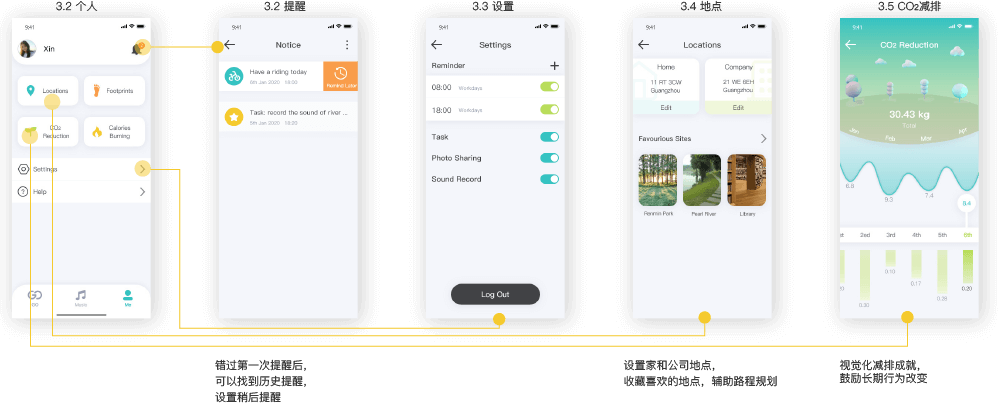 3.2 个人
9:41
Xin
Locations
Footprints
CO₂
Reduction
Calories
Burning
Settings
Help
GO
Music
Me
3.2 提醒
9:41
Notice
Have a riding today
6th Jan 2020 16:03
Remind Later
Task: record the sound of river ...
5th Jan 2020
错过第一次提醒后,
可以找到历史提醒,
设置稍后提醒
3.3 设置
9:41
Settings
Reminder
08:00 Workdays
18:00 Workdays
Task
Photo Sharing
Sound Record
Log Out
3.4 地点
9:41
Locations
Home
11 RT 3CW
Guangzhou
Edit
Company
21 WE 6EH
Guangzhou
Edit
Favourious Sites
Renmin Park
Pearl River
Library
设置家和公司地点,
收藏喜欢的地点, 辅助路程规划
3.5 CO₂减排
9:41
CO₂ Reduction
30.43 kg
Total
Jan
Feb
Mar
Apr
8.8
9.3
7.4
9.4
st 2nd 3rd 4th 5th 6th
0.30
0.10
0.17
0.26
0.20
视觉化减排成就,
鼓励长期行为改变